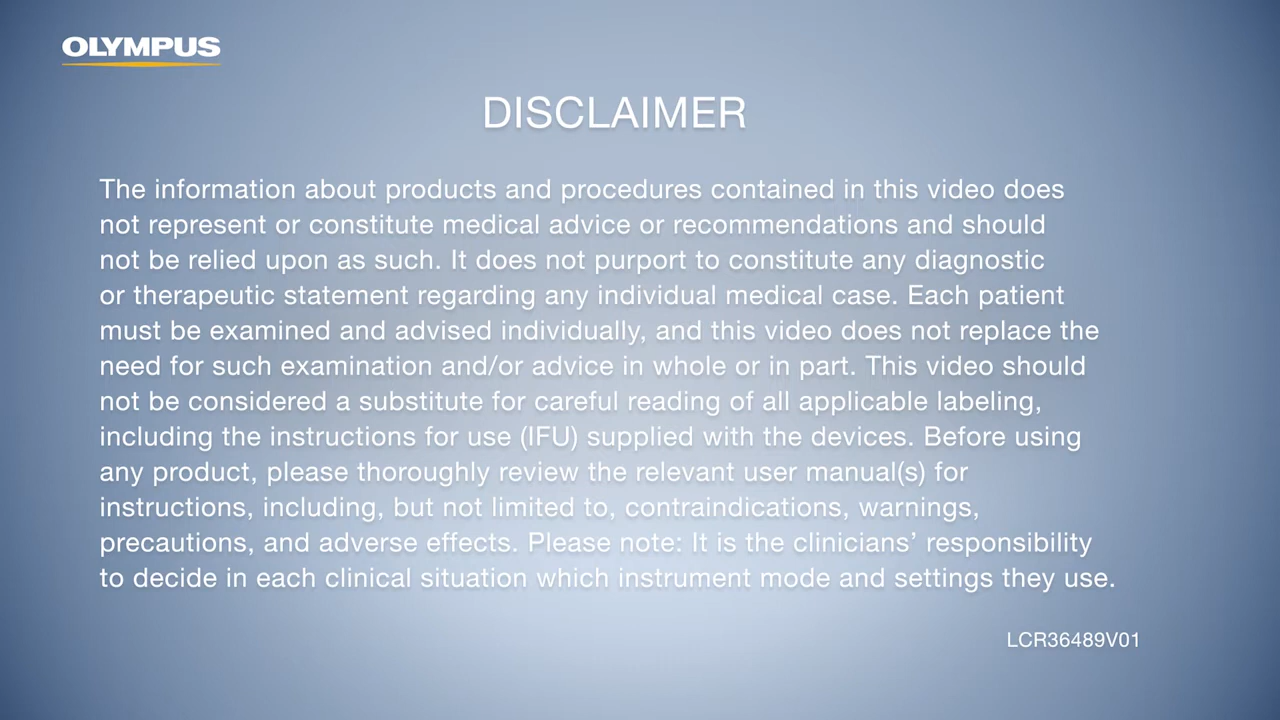 OLYMPUS
DISCLAIMER
The information about products and procedures contained in this video does
not represent or constitute medical advice or recommendations and should
not be relied upon as such. It does not purport to constitute any diagnostic
or therapeutic statement regarding any individual medical case. Each patient
must be examined and advised individually, and this video does not replace the
need for such examination and/or advice in whole or in part. This video should
not be considered a substitute for careful reading of all applicable labeling,
including the instructions for use (IFU) supplied with the devices. Before using
any product, please thoroughly review the relevant user manual(s) for
instructions, including, but not limited to, contraindications, warnings,
precautions, and adverse effects. Please note: It is the clinicians’ responsibility
to decide in each clinical situation which instrument mode and settings they use.
LCR36489V01